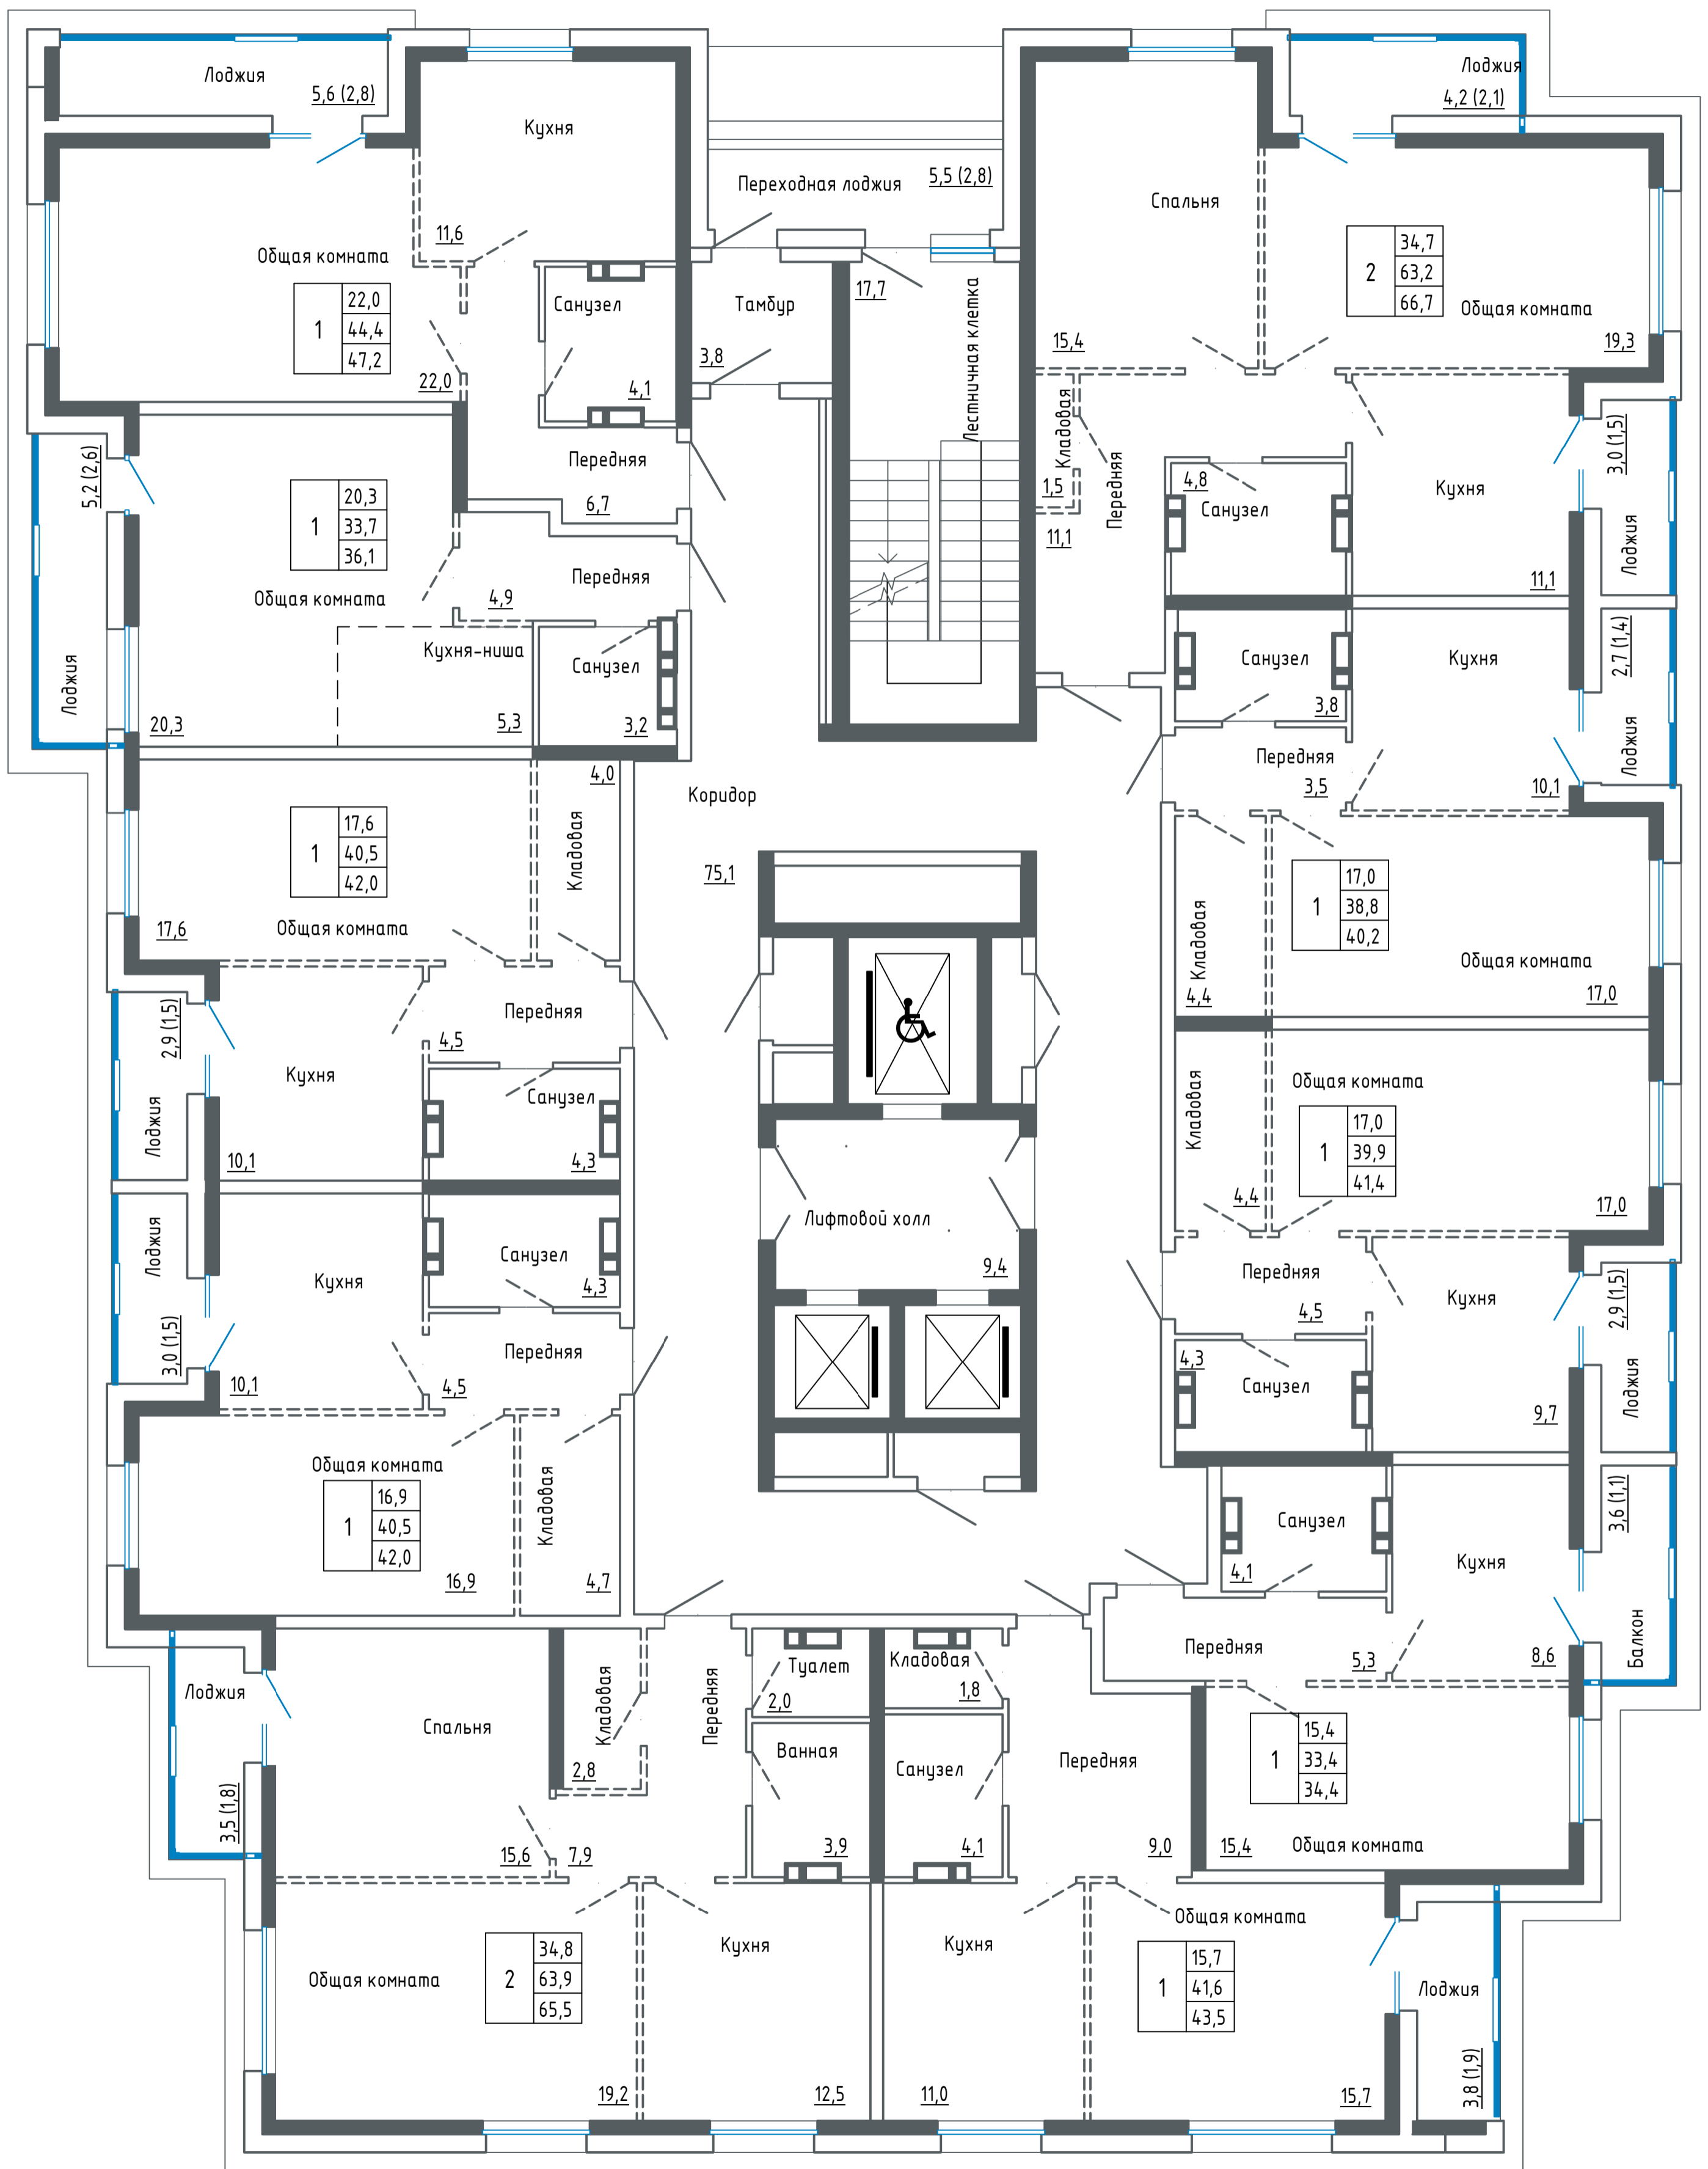 Лоджия
5,6 (2,8)
Кухня
11,6
Общая комната
1
22,0
44,4
47,2
22,0
Санузел
4,1
Передняя
6,7
Переходная лоджия
5,5 (2,8)
Тамбур
3,8
17,7
Лестничная клетка
Лоджия
4,2 (2,1)
Спальня
15,4
2
34,7
63,2
66,7
Общая комната
19,3
Кладовая
1,5
Передняя
11,1
4,8
Санузел
Кухня
11,1
3,0 (1,5)
Лоджия
5,2 (2,6)
Лоджия
1
20,3
33,7
36,1
Общая комната
20,3
Кухня-ниша
5,3
Передняя
4,9
Санузел
3,2
Санузел
3,8
Кухня
10,1
2,7 (1,4)
Лоджия
Передняя
3,5
Кладовая
4,4
1
17,0
38,8
40,2
Общая комната
17,0
Коридор
75,1
4,0
Кладовая
1
17,6
40,5
42,0
Общая комната
17,6
Передняя
4,5
Кухня
10,1
2,9 (1,5)
Лоджия
Санузел
4,3
Лифтовой холл
9,4
Кладовая
4,4
Общая комната
1
17,0
39,9
41,4
17,0
Передняя
4,5
Кухня
9,7
2,9 (1,5)
Лоджия
4,3
Санузел
Лоджия
3,0 (1,5)
Кухня
10,1
Санузел
4,3
Передняя
4,5
Общая комната
1
16,9
40,5
42,0
16,9
Кладовая
4,7
Санузел
4,1
Кухня
8,6
3,6 (1,1)
Балкон
Передняя
5,3
1
15,4
33,4
34,4
15,4
Общая комната
Лоджия
3,5 (1,8)
Спальня
15,6
Кладовая
2,8
Передняя
7,9
Туалет
2,0
Ванная
3,9
Кладовая
1,8
Санузел
4,1
Передняя
9,0
Общая комната
2
34,8
63,9
65,5
19,2
Кухня
12,5
Кухня
11,0
Общая комната
1
15,7
41,6
43,5
15,7
Лоджия
3,8 (1,9)